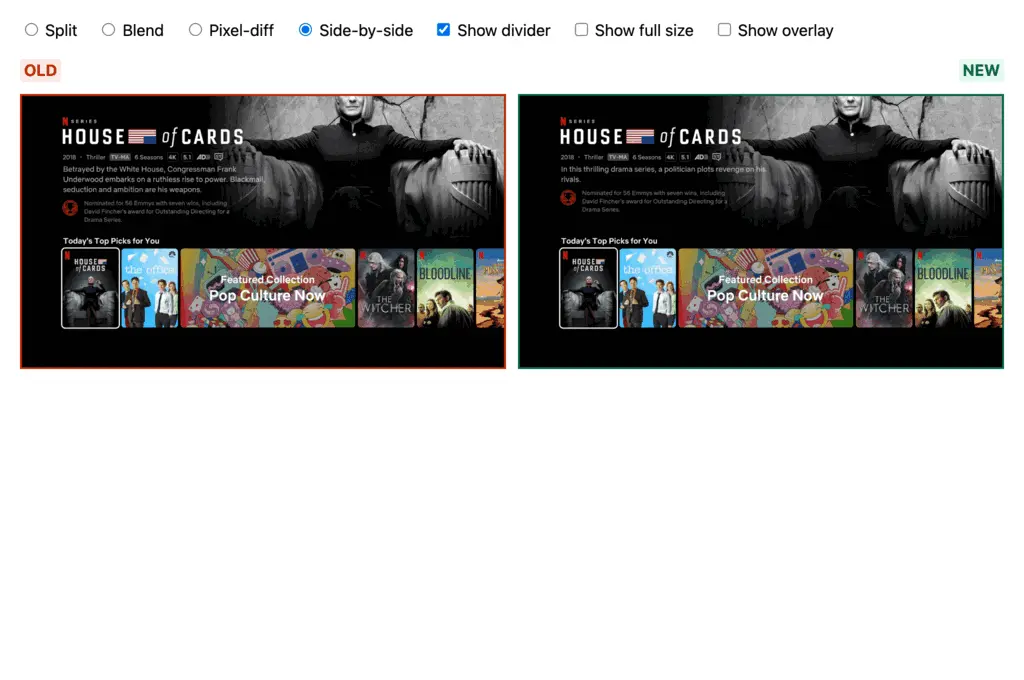 Split Blend Pixel-diff Side-by-side Show divider Show full size Show overlay
OLD
NEW
N SERIES
HOUSE of CARDS
2018 · Thriller TV-MA 6 Seasons 4K 5.1 AD
Betrayed by the White House, Congressman Frank
Underwood embarks on a ruthless rise to power. Blackmail,
seduction and ambition are his weapons.
Nominated for 56 Emmys with seven wins, including
David Fincher's award for Outstanding Directing for a
Drama Series.
Today's Top Picks for You
N
HOUSE of CARDS
the office
Featured Collection
Pop Culture Now
THE
WITCHER
BLOODLINE
N SERIES
HOUSE of CARDS
2018 · Thriller TV-MA 6 Seasons 4K 5.1 AD
In this thrilling drama series, a politician plots revenge on his
rivals.
Nominated for 56 Emmys with seven wins, including
David Fincher's award for Outstanding Directing for a
Drama Series.
Today's Top Picks for You
N
HOUSE of CARDS
the office
Featured Collection
Pop Culture Now
THE
WITCHER
BLOODLINE